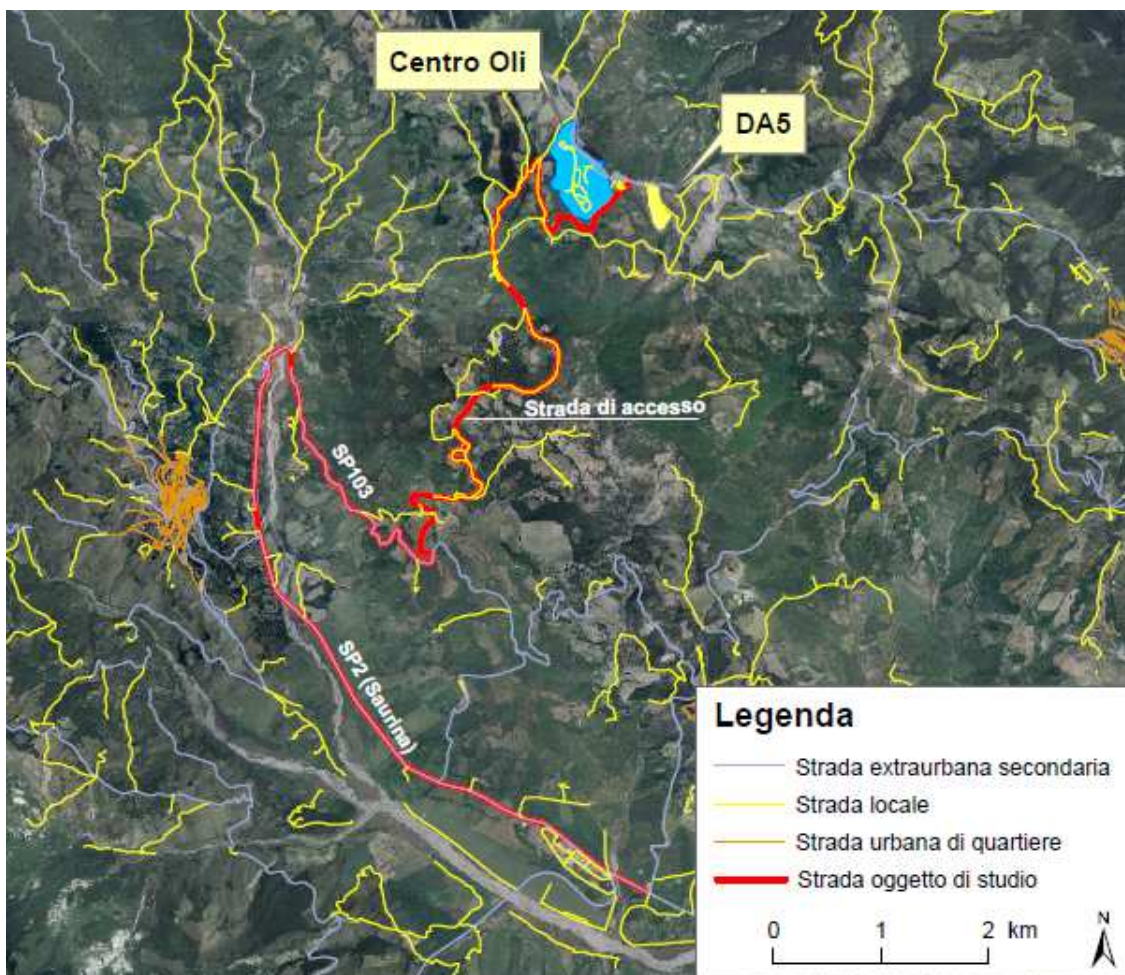 Centro Oli
DA5
Strada di accesso
SP103
SP2 (Saurina)
Legenda
Strada extraurbana secondaria
Strada locale
Strada urbana di quartiere
Strada oggetto di studio
0 1 2 km
N